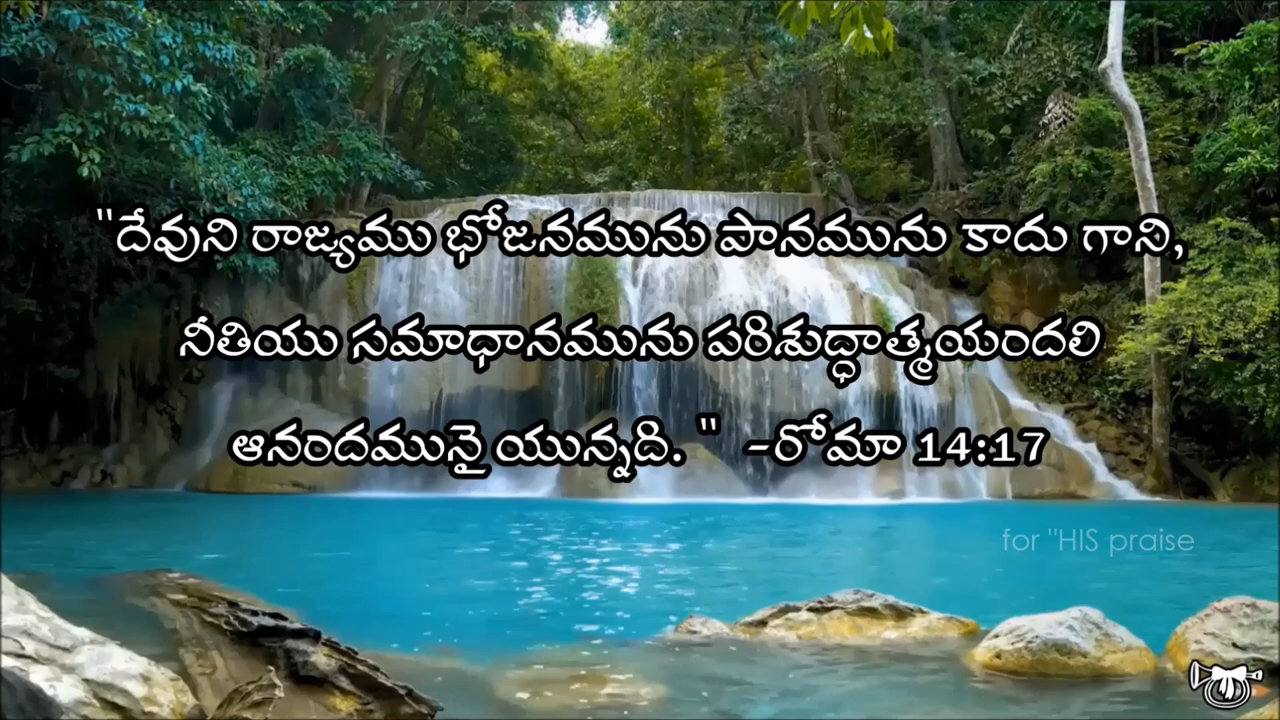 "దేవుని రాజ్యము భోజనమును పానమును కాదు గాని,
నీతియు సమాధానమును పరిశుద్ధాత్మయందలి
ఆనందమునై యున్నది. " -రోమా 14:17
for "HIS praise